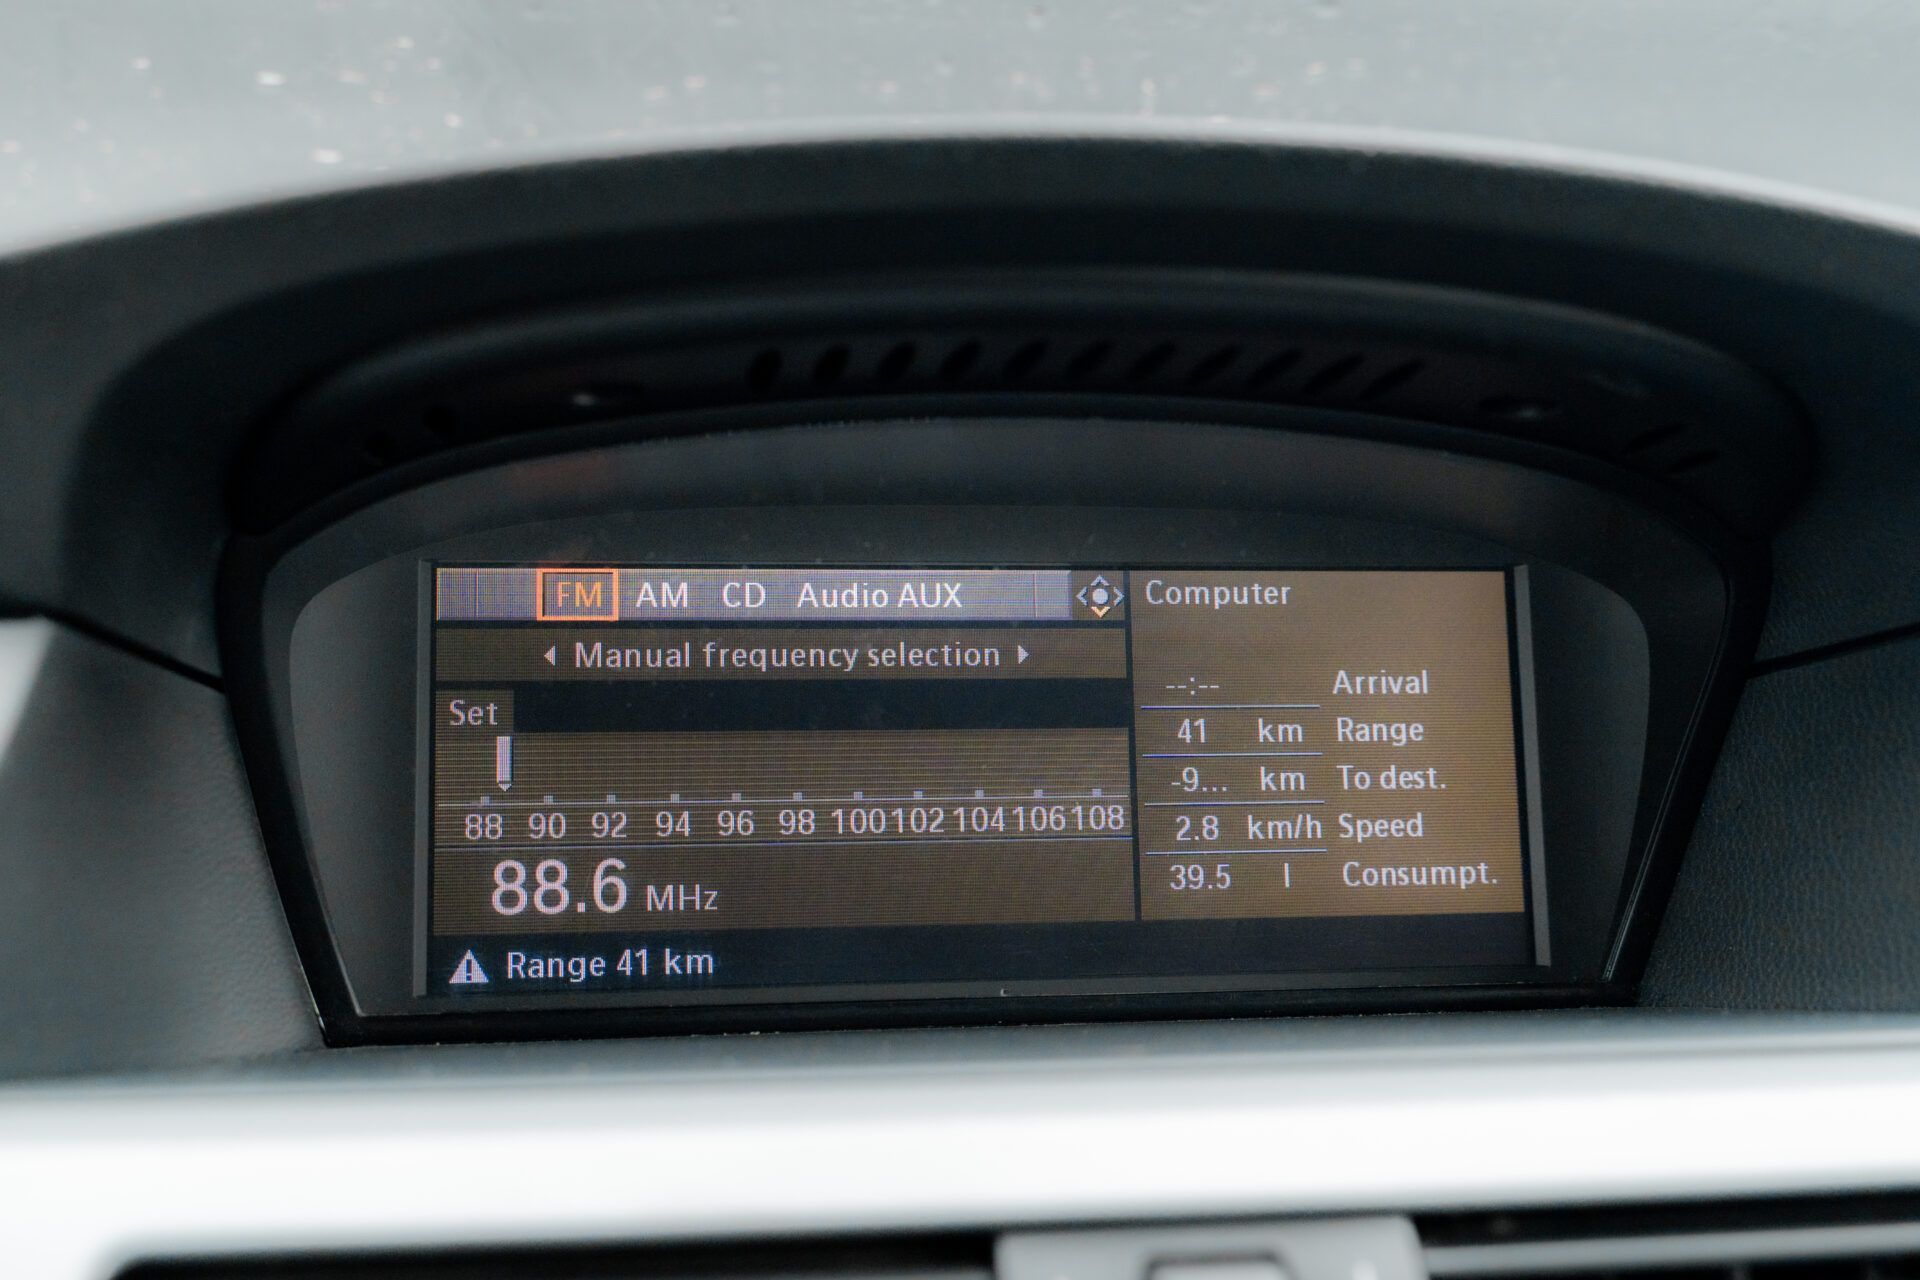 FM AM CD Audio AUX
Manual frequency selection
Set
88 90 92 94 96 98 100 102 104 106 108
88.6 MHz
Range 41 km
Computer
--:-- Arrival
41 km Range
-9... km To dest.
2.8 km/h Speed
39.5 l Consumpt.